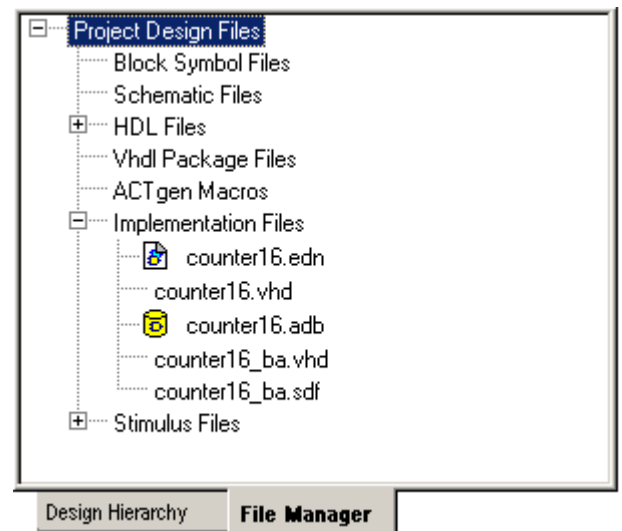 Project Design Files
Block Symbol Files
Schematic Files
HDL Files
Vhdl Package Files
ACTgen Macros
Implementation Files
counter16.edn
counter16.vhd
counter16.adb
counter16_ba.vhd
counter16_ba.sdf
Stimulus Files
Design Hierarchy
File Manager